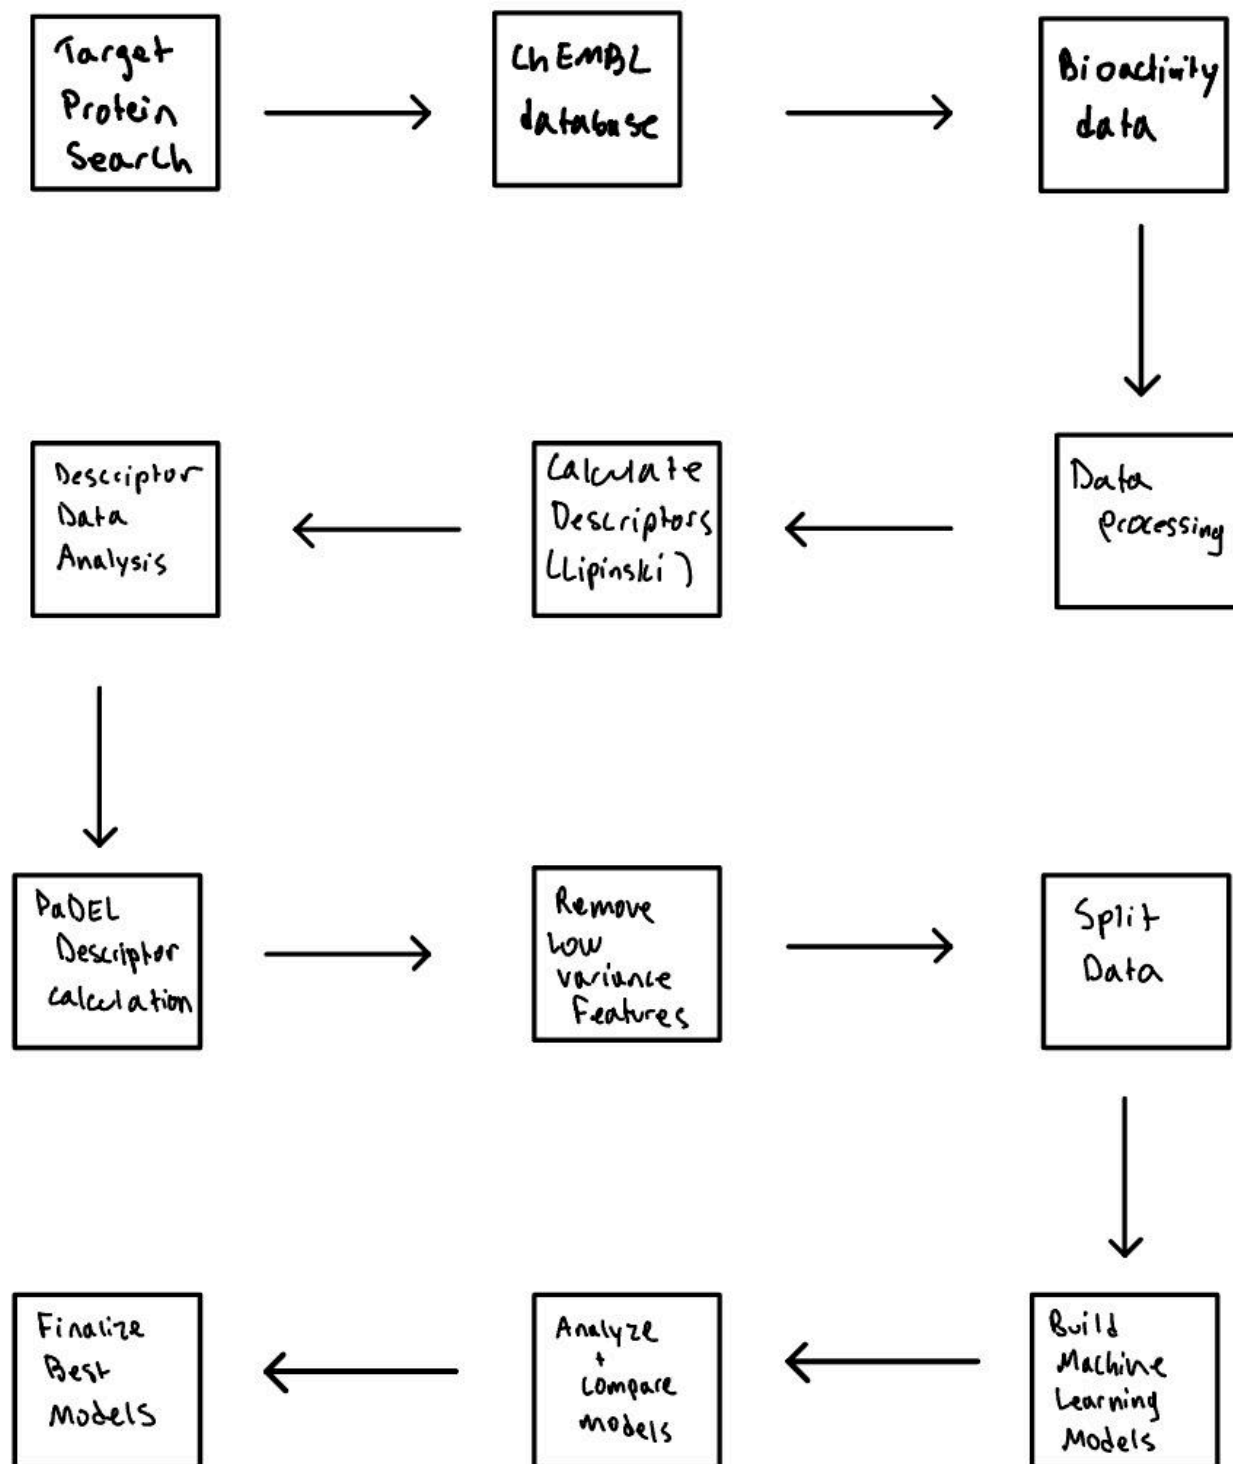 Target
Protein
Search
ChEMBL
database
Bioactivity
data
Data
processing
Calculate
Descriptors
(Lipinski)
Descriptor
Data
Analysis
PaDEL
Descriptor
calculation
Remove
Low
variance
Features
Split
Data
Build
Machine
Learning
Models
Analyze
+
Compare
models
Finalize
Best
Models